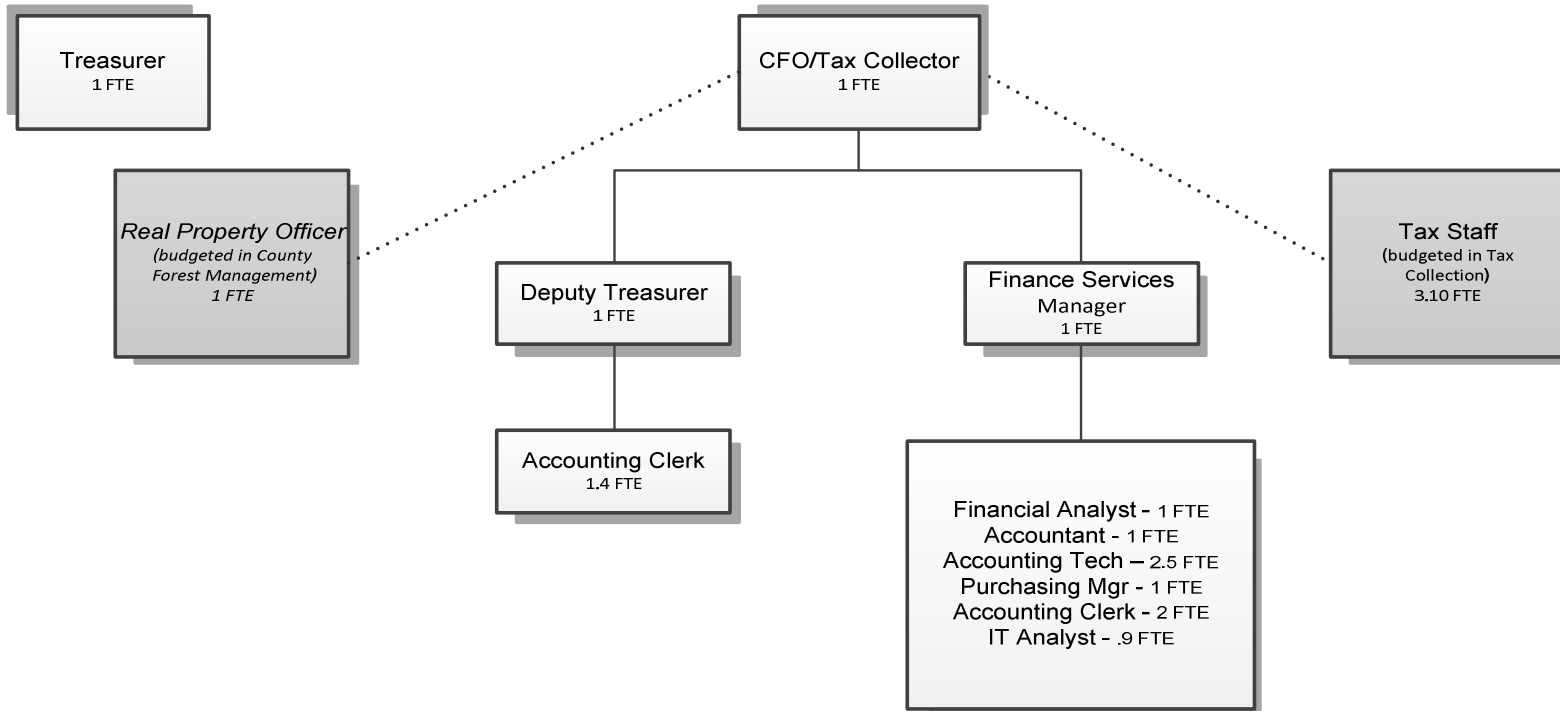 Treasurer
1 FTE
CFO/Tax Collector
1 FTE
Real Property Officer
(budgeted in County
Forest Management)
1 FTE
Deputy Treasurer
1 FTE
Finance Services
Manager
1 FTE
Tax Staff
(budgeted in Tax
Collection)
3.10 FTE
Accounting Clerk
1.4 FTE
Financial Analyst - 1 FTE
Accountant - 1 FTE
Accounting Tech – 2.5 FTE
Purchasing Mgr - 1 FTE
Accounting Clerk - 2 FTE
IT Analyst - .9 FTE